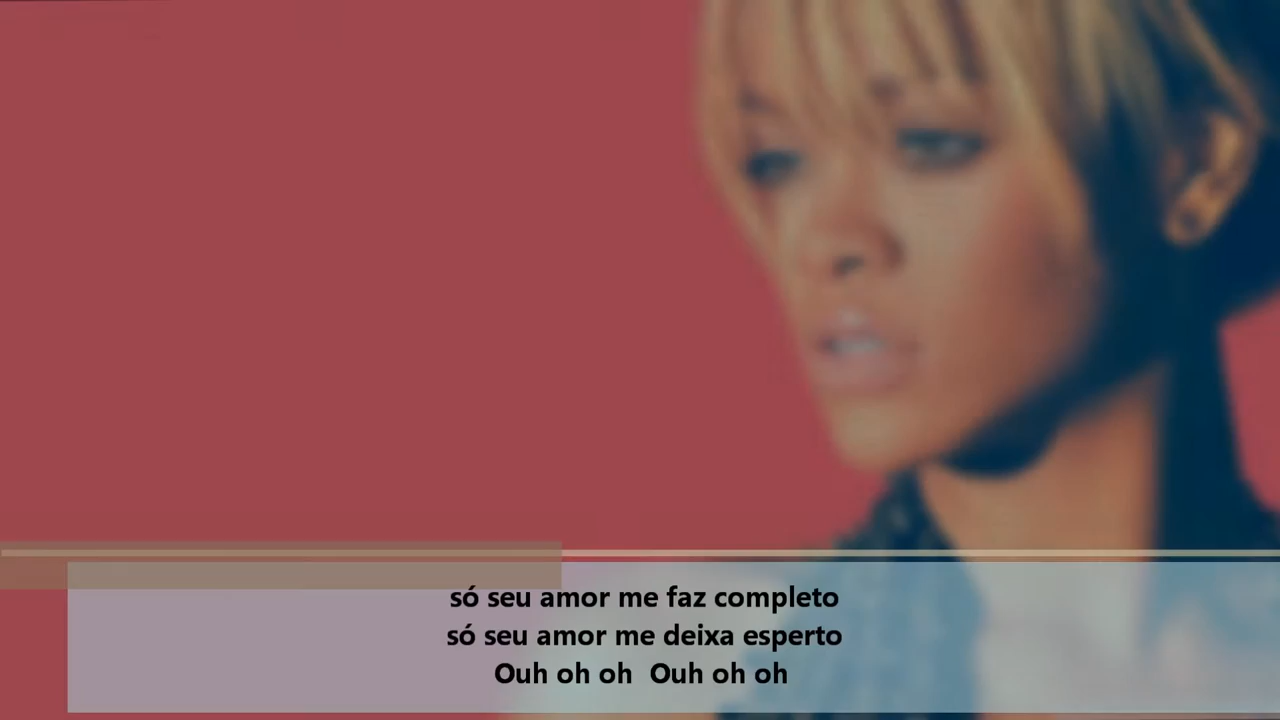 só seu amor me faz completo
só seu amor me deixa esperto
Ouh oh oh  Ouh oh oh